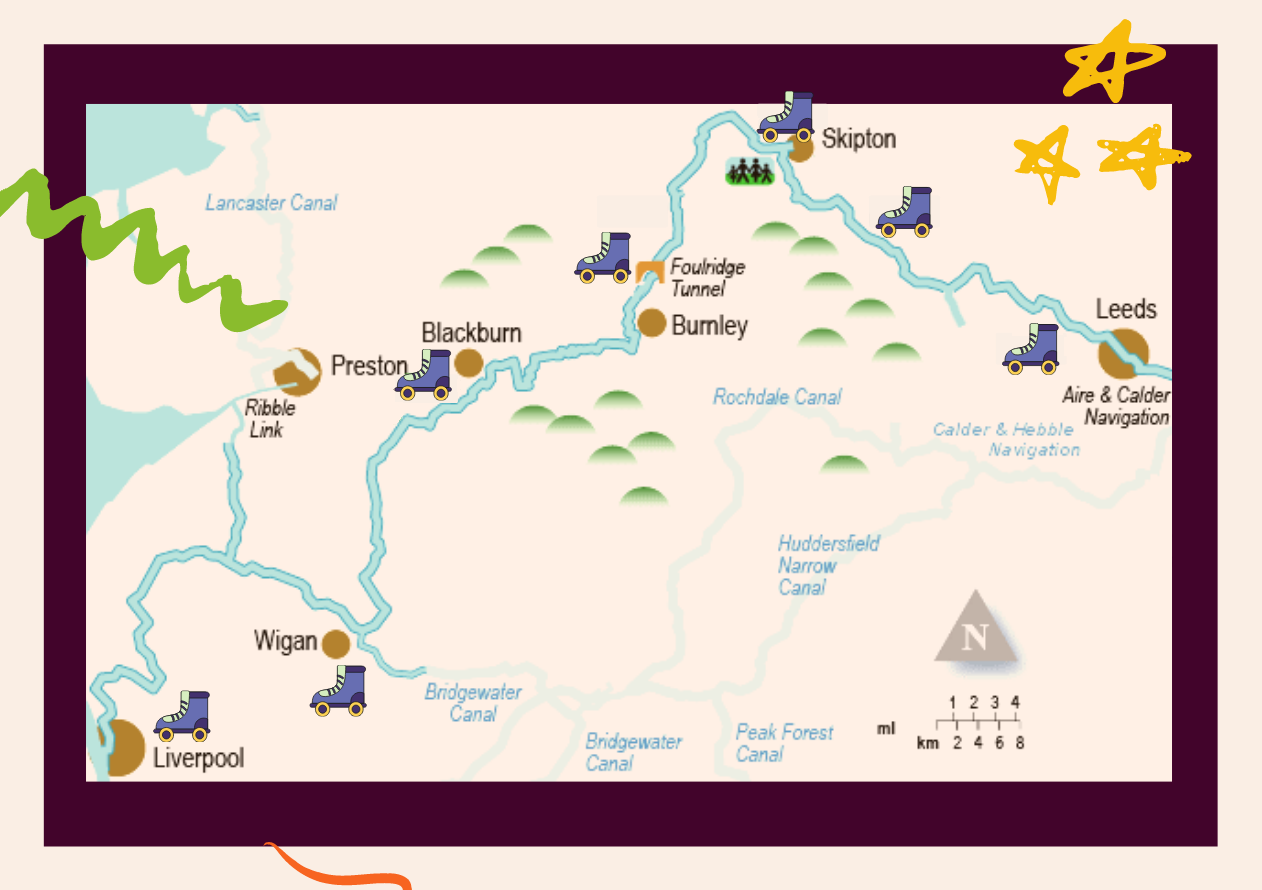 Skipton
Lancaster Canal
Foulridge
Tunnel
Leeds
Blackburn
Burnley
Preston
Aire & Calder
Navigation
Rochdale Canal
Ribble
Link
Calder & Hebble
Navigation
Huddersfield
Narrow
Canal
N
Wigan
Bridgewater
Canal
1 2 3 4
ml
km 2 4 6 8
Peak Forest
Canal
Bridgewater
Canal
Liverpool